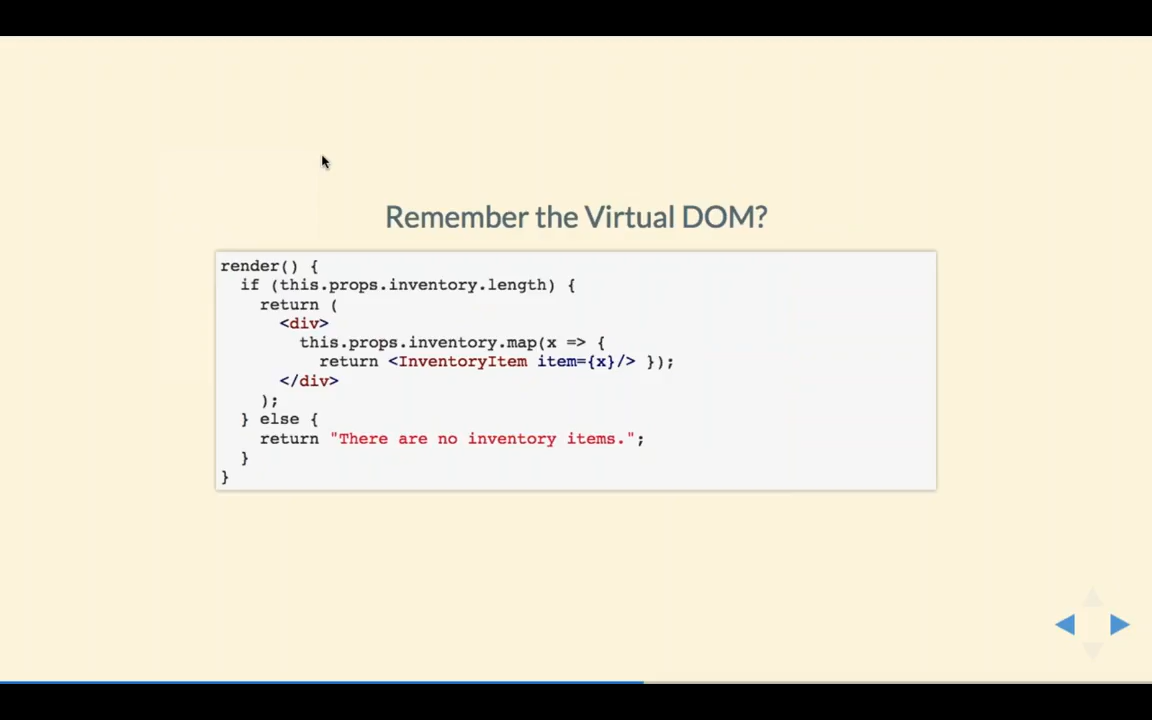 Remember the Virtual DOM?
render() {
  if (this.props.inventory.length) {
    return (
      <div>
        this.props.inventory.map(x => {
          return <InventoryItem item={x}/> });
      </div>
    );
  } else {
    return "There are no inventory items.";
  }
}